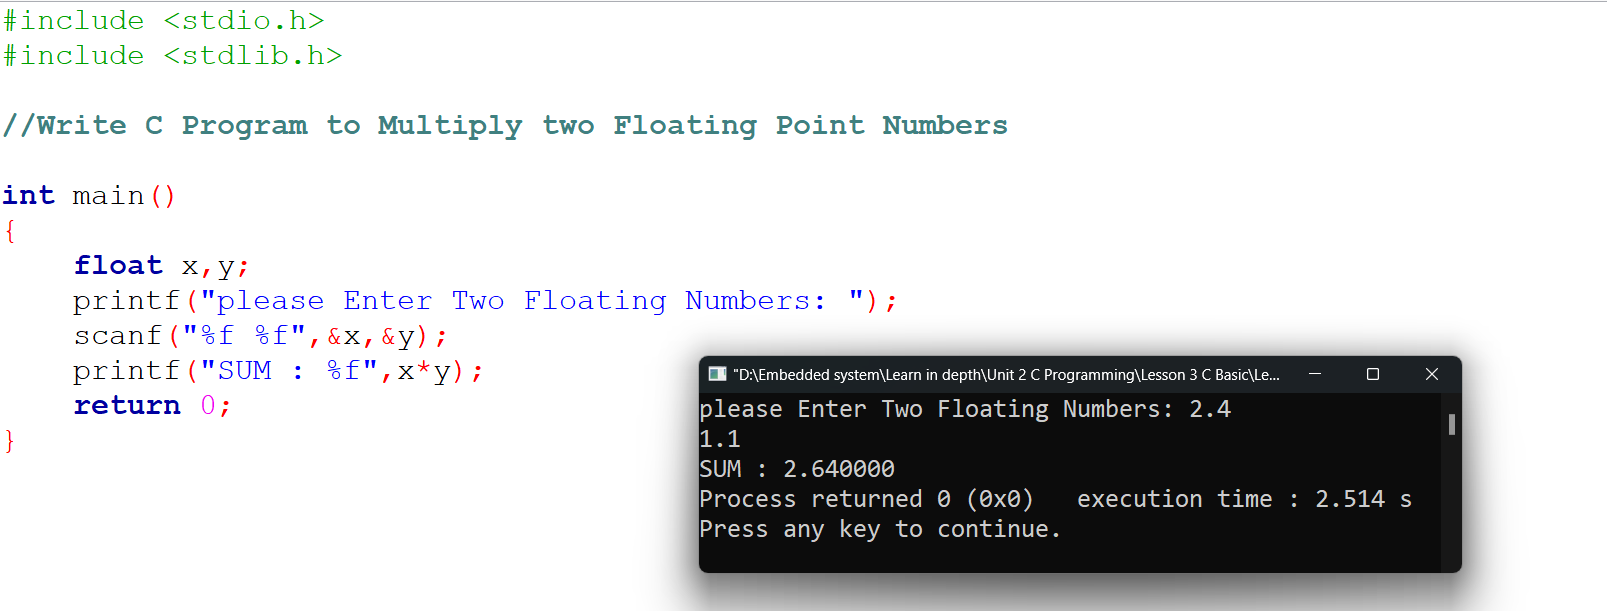 #include <stdio.h>
#include <stdlib.h>
//Write C Program to Multiply two Floating Point Numbers
int main()
{
float x,y;
printf("please Enter Two Floating Numbers: ");
scanf("%f %f",&x,&y);
printf("SUM : %f",x*y);
return 0;
}
"D:\Embedded system\Learn in depth\Unit 2 C Programming\Lesson 3 C Basic\Le...
please Enter Two Floating Numbers: 2.4
1.1
SUM : 2.640000
Process returned 0 (0x0)   execution time : 2.514 s
Press any key to continue.